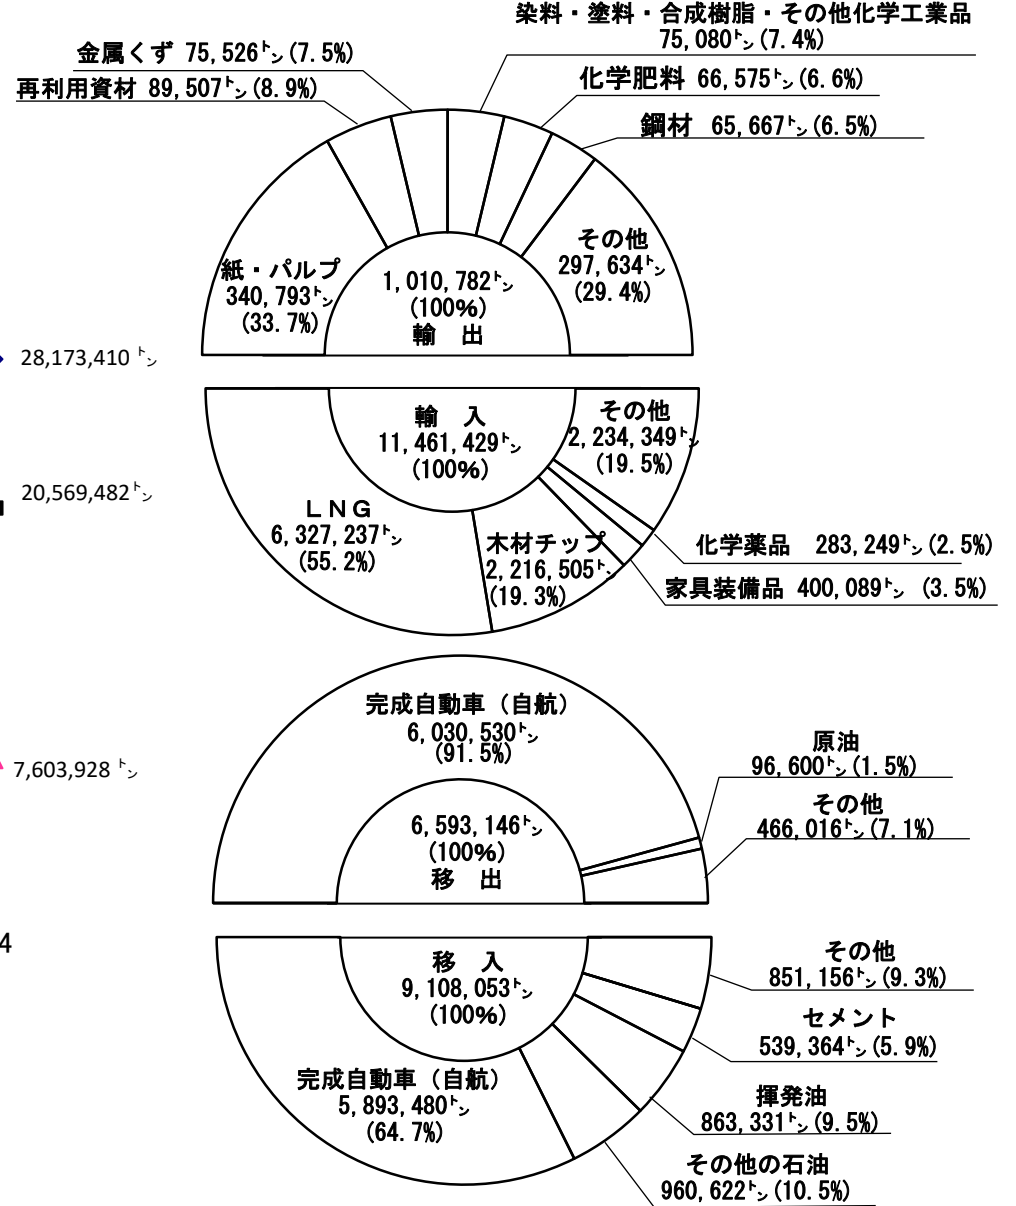 染料・塗料・合成樹脂・その他化学工業品
75,080㌧(7.4%)
金属くず 75,526㌧(7.5%)
化学肥料 66,575㌧(6.6%)
再利用資材 89,507㌧(8.9%)
鋼材 65,667㌧(6.5%)
その他
297,634㌧
(29.4%)
紙・パルプ
340,793㌧
(33.7%)
1,010,782㌧
(100%)
輸 出
28,173,410 ㌧
輸 入
11,461,429㌧
(100%)
その他
2,234,349㌧
(19.5%)
20,569,482㌧
LNG
6,327,237㌧
(55.2%)
木材チップ
2,216,505㌧
(19.3%)
化学薬品 283,249㌧(2.5%)
家具装備品 400,089㌧ (3.5%)
完成自動車(自航)
6,030,530㌧
(91.5%)
原油
96,600㌧(1.5%)
7,603,928 ㌧
その他
466,016㌧(7.1%)
6,593,146㌧
(100%)
移 出
4
移 入
9,108,053㌧
(100%)
その他
851,156㌧(9.3%)
セメント
539,364㌧(5.9%)
完成自動車(自航)
5,893,480㌧
(64.7%)
揮発油
863,331㌧(9.5%)
その他の石油
960,622㌧(10.5%)